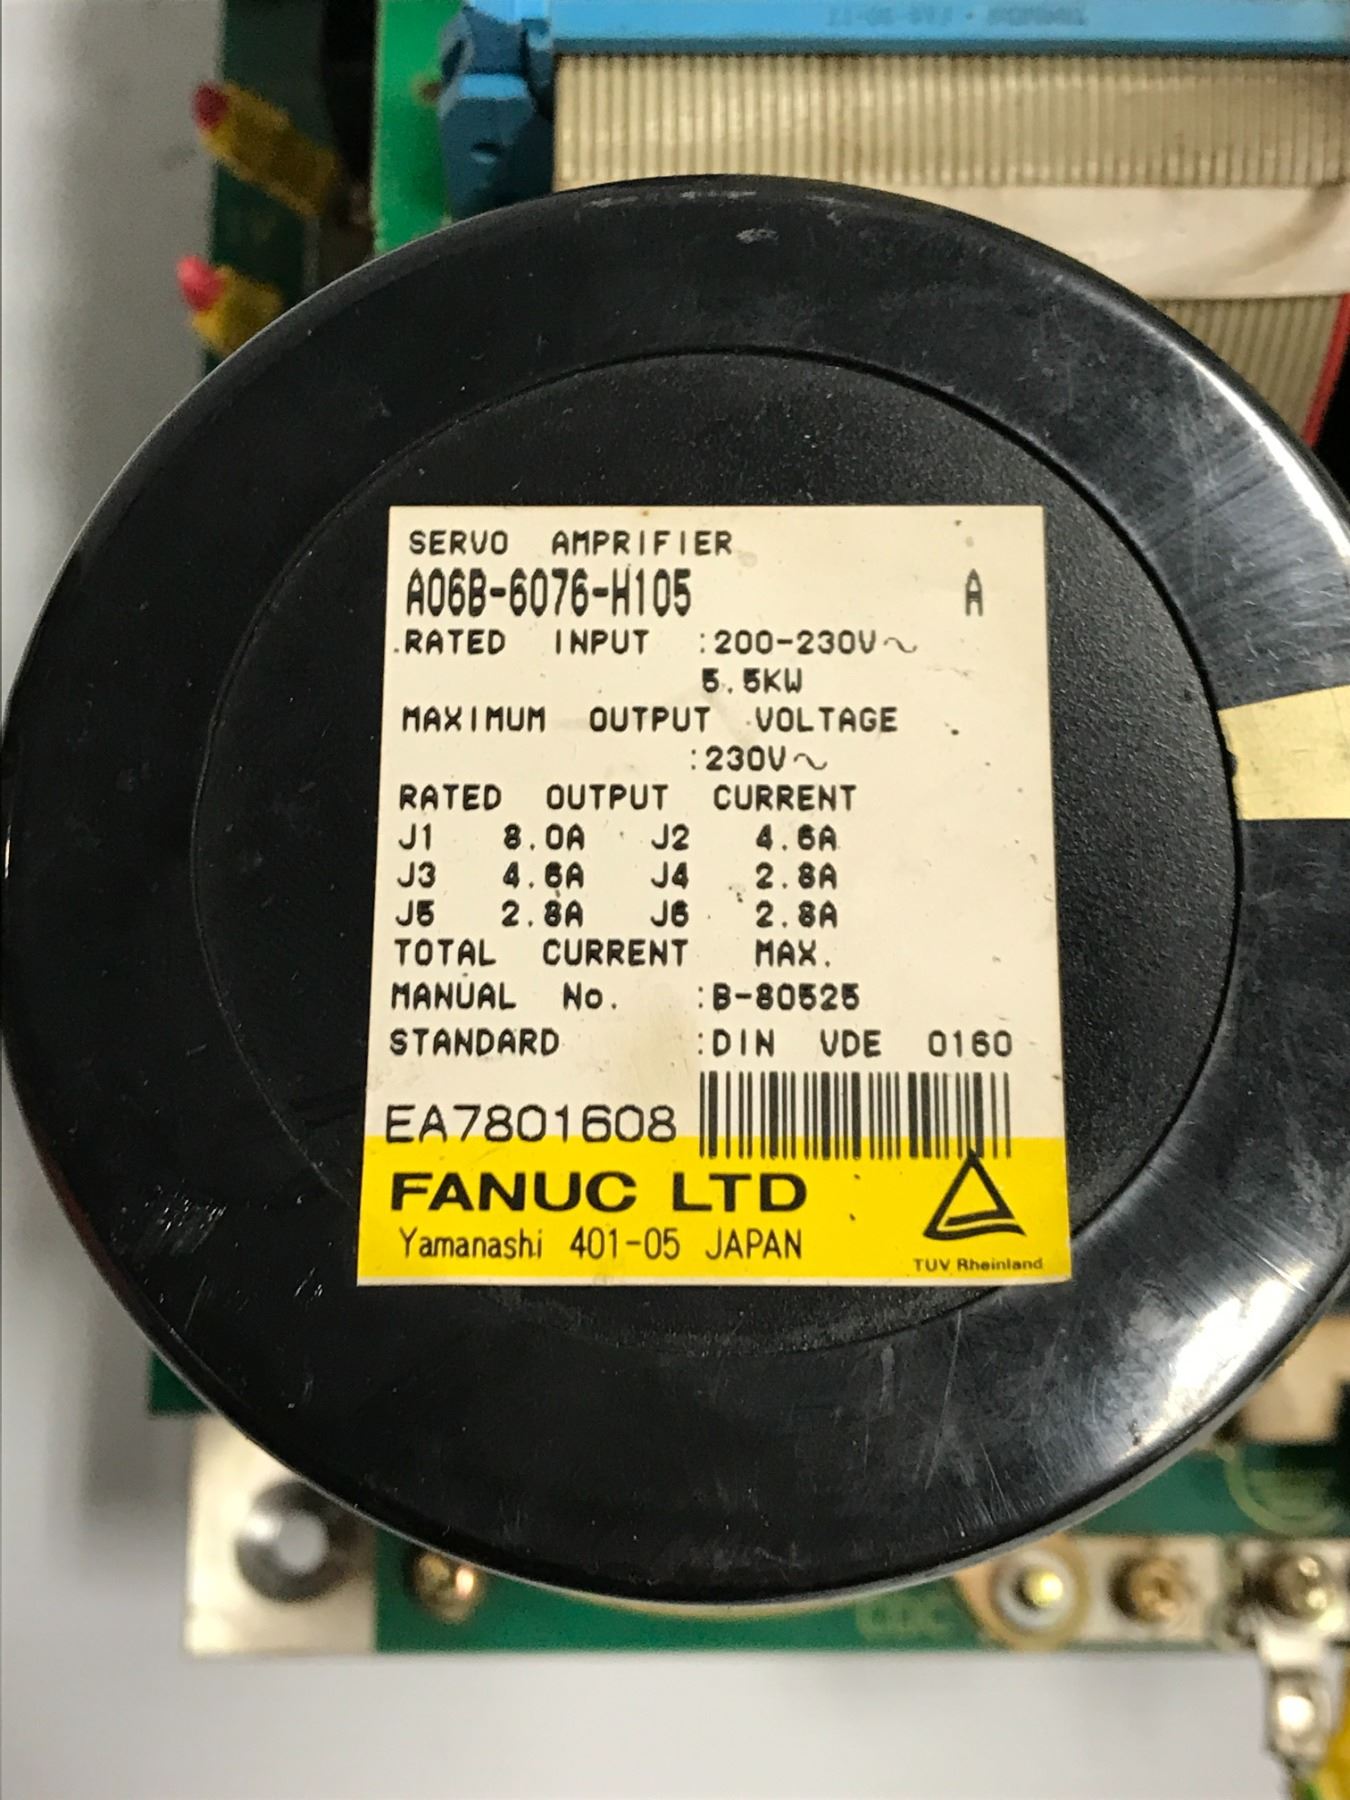 SERVO AMPRIFIER
A06B-6076-H105 A
RATED INPUT :200-230V~
5.5KW
MAXIMUM OUTPUT VOLTAGE
:230V~
RATED OUTPUT CURRENT
J1 8.0A J2 4.6A
J3 4.6A J4 2.8A
J5 2.8A J6 2.8A
TOTAL CURRENT MAX.
MANUAL No. :B-80525
STANDARD :DIN VDE 0160
EA7801608
FANUC LTD
Yamanashi 401-05 JAPAN
TUV Rheinland